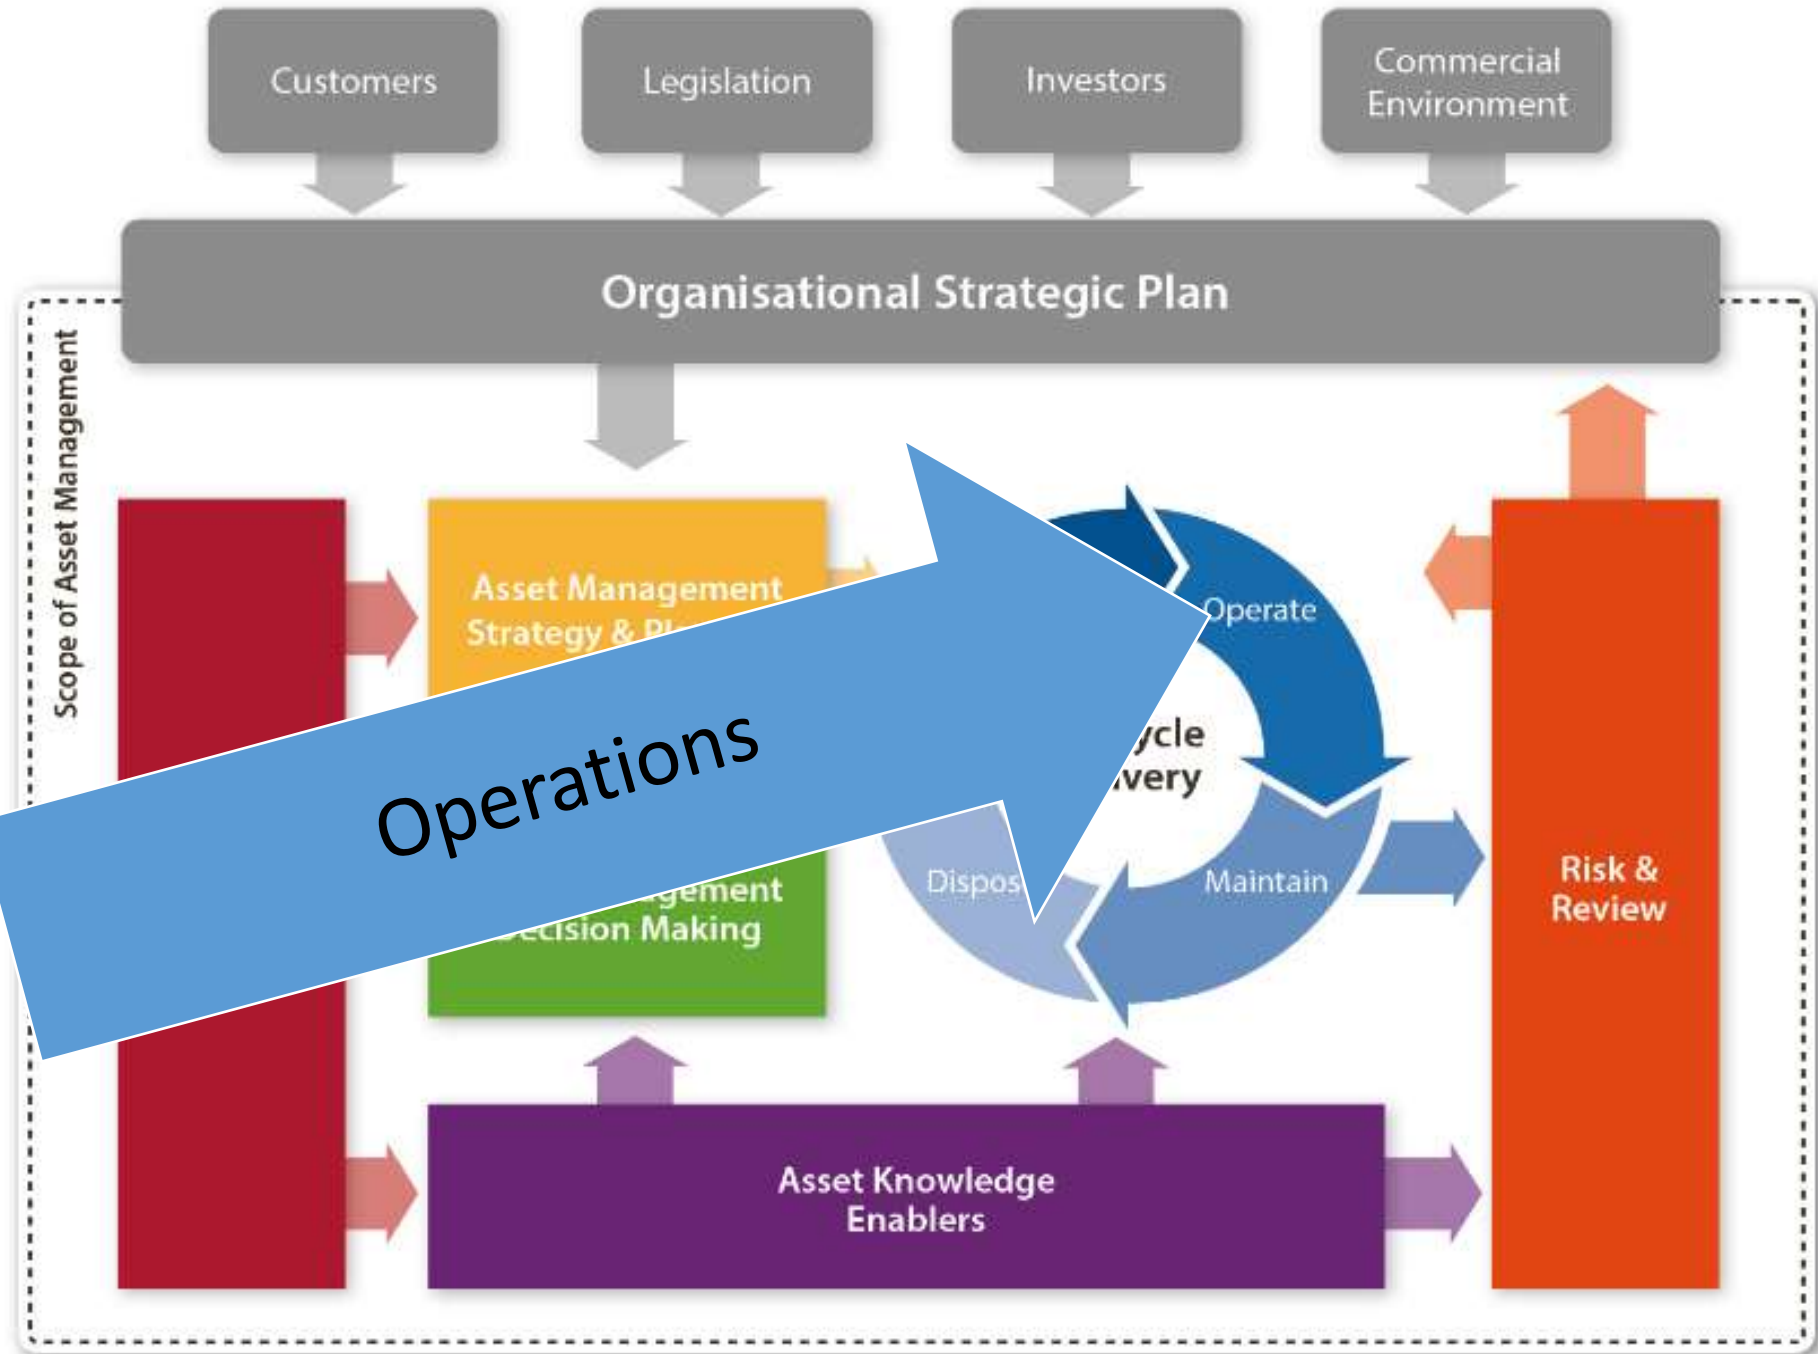 Customers
Legislation
Investors
Commercial
Environment
Organisational Strategic Plan
Scope of Asset Management
Asset Management
Strategy &
Operate
Operations
Decision Making
Maintain
Risk &
Review
Asset Knowledge
Enablers